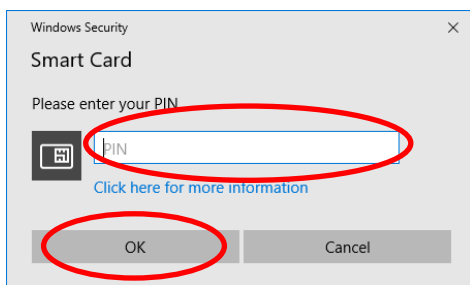 Windows Security
Smart Card
Please enter your PIN
PIN
Click here for more information
OK Cancel